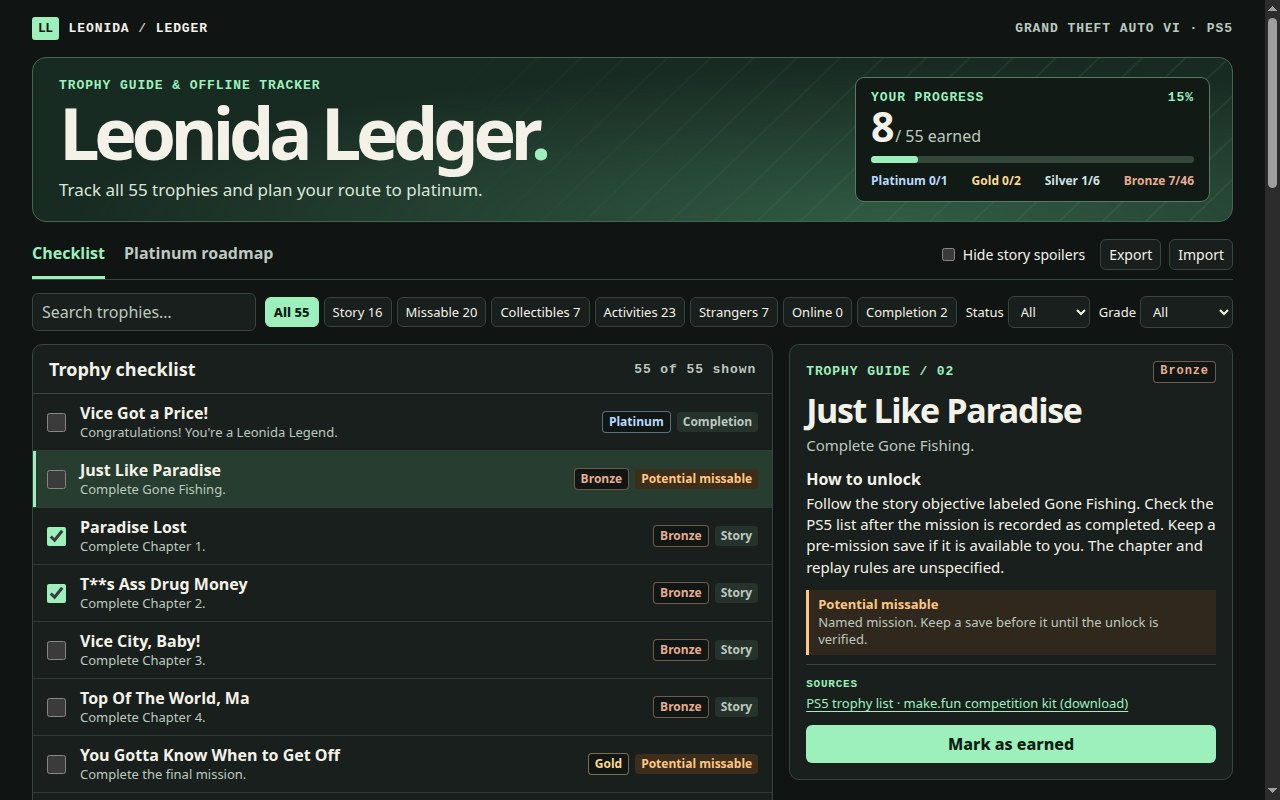 LL LEONIDA / LEDGER
GRAND THEFT AUTO VI · PS5
TROPHY GUIDE & OFFLINE TRACKER
Leonida Ledger.
Track all 55 trophies and plan your route to platinum.
YOUR PROGRESS 15%
8 / 55 earned
Platinum 0/1 Gold 0/2 Silver 1/6 Bronze 7/46
Checklist Platinum roadmap
Hide story spoilers Export Import
Search trophies... All 55 Story 16 Missable 20 Collectibles 7 Activities 23 Strangers 7 Online 0 Completion 2 Status All Grade All
Trophy checklist 55 of 55 shown
Vice Got a Price! Platinum Completion
Congratulations! You're a Leonida Legend.
Just Like Paradise Bronze Potential missable
Complete Gone Fishing.
Paradise Lost Bronze Story
Complete Chapter 1.
T**s Ass Drug Money Bronze Story
Complete Chapter 2.
Vice City, Baby! Bronze Story
Complete Chapter 3.
Top Of The World, Ma Bronze Story
Complete Chapter 4.
You Gotta Know When to Get Off Gold Potential missable
Complete the final mission.
TROPHY GUIDE / 02 Bronze
Just Like Paradise
Complete Gone Fishing.
How to unlock
Follow the story objective labeled Gone Fishing. Check the
PS5 list after the mission is recorded as completed. Keep a
pre-mission save if it is available to you. The chapter and
replay rules are unspecified.
Potential missable
Named mission. Keep a save before it until the unlock is
verified.
SOURCES
PS5 trophy list · make.fun competition kit (download)
Mark as earned